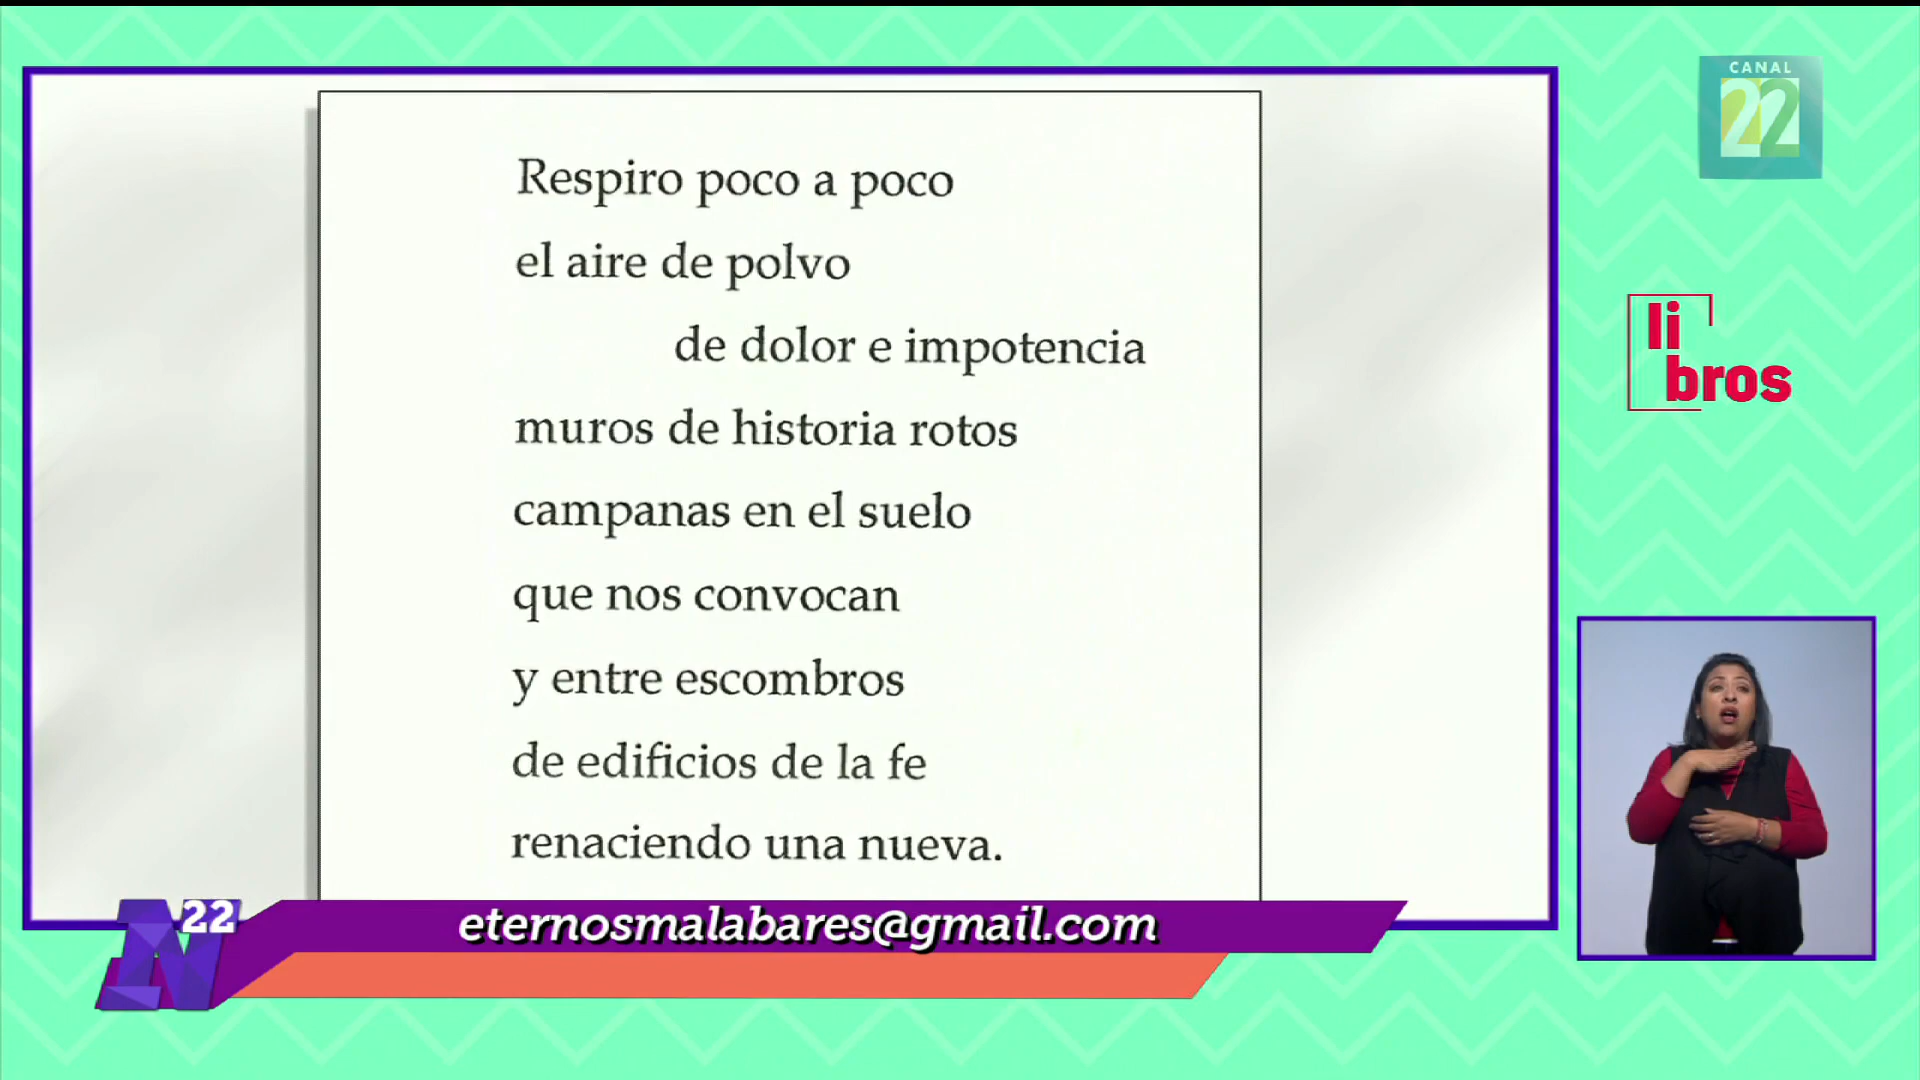 Respiro poco a poco
el aire de polvo
de dolor e impotencia
muros de historia rotos
campanas en el suelo
que nos convocan
y entre escombros
de edificios de la fe
renaciendo una nueva.
CANAL
22
li
bros
N22
eternosmalabares@gmail.com